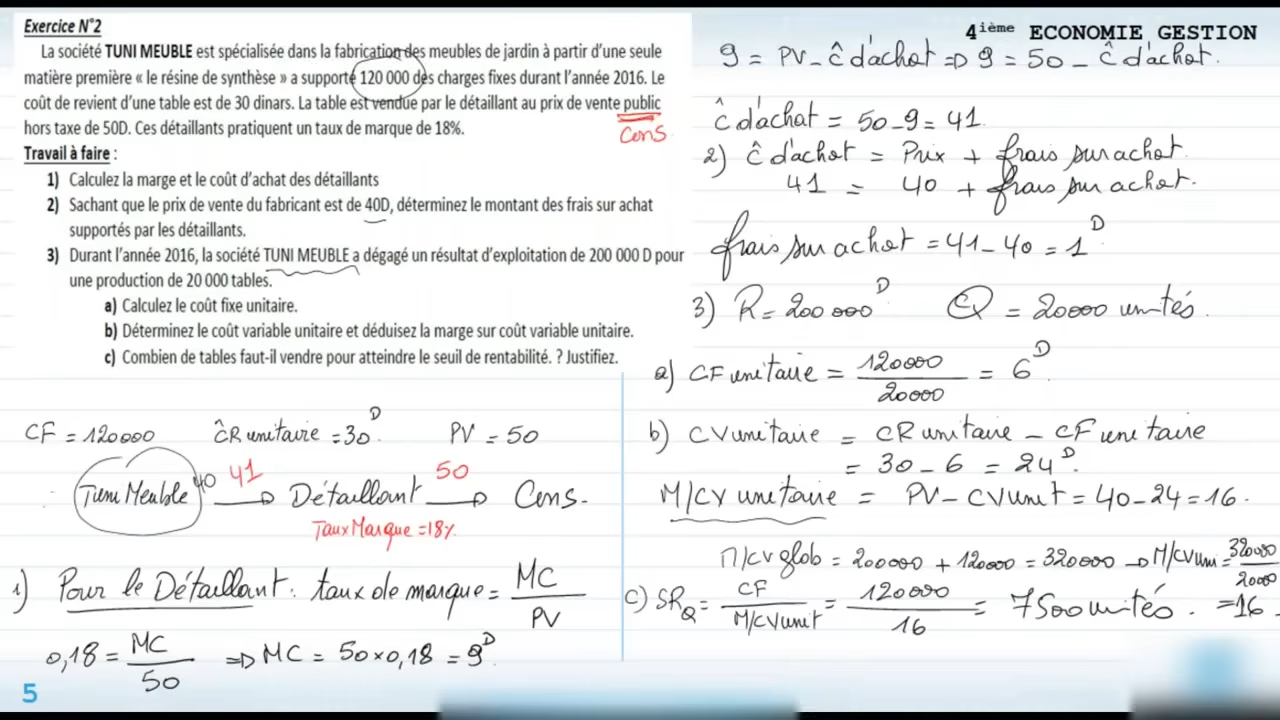 Exercice N°2
La société TUNI MEUBLE est spécialisée dans la fabrication des meubles de jardin à partir d'une seule
matière première « le résine de synthèse » a supporté 120 000 des charges fixes durant l'année 2016. Le
coût de revient d'une table est de 30 dinars. La table est vendue par le détaillant au prix de vente public
hors taxe de 50D. Ces détaillants pratiquent un taux de marque de 18%.
Cons
Travail à faire :
1) Calculez la marge et le coût d'achat des détaillants
2) Sachant que le prix de vente du fabricant est de 40D, déterminez le montant des frais sur achat
supportés par les détaillants.
3) Durant l'année 2016, la société TUNI MEUBLE a dégagé un résultat d'exploitation de 200 000 D pour
une production de 20 000 tables.
a) Calculez le coût fixe unitaire.
b) Déterminez le coût variable unitaire et déduisez la marge sur coût variable unitaire.
c) Combien de tables faut-il vendre pour atteindre le seuil de rentabilité. ? Justifiez.
CF = 120000 ĈR unitaire = 30 D. PV = 50
Tuni Meuble 40 41 → Détaillant 50 → Cons.
Taux Marque = 18%
1) Pour le Détaillant : taux de marque = MC / PV
0,18 = MC / 50 => MC = 50 x 0,18 = 9 D.
5
4ième ECONOMIE GESTION
9 = PV - ĉ d'achat => 9 = 50 - ĉ d'achat.
ĉ d'achat = 50 - 9 = 41.
2) ĉ d'achat = Prix + frais sur achat.
41 = 40 + frais sur achat.
frais sur achat = 41 - 40 = 1 D
3) R = 200 000 D Q = 20000 unités.
a) CF unitaire = 120000 / 20000 = 6 D.
b) CV unitaire = CR unitaire - CF unitaire
= 30 - 6 = 24 D.
M/CV unitaire = PV - CV unit = 40 - 24 = 16.
M/CV glob = 200000 + 120000 = 320000 → M/CV uni = 320000 / 20000
= 16
c) SR Q = CF / M/CV unit = 120000 / 16 = 7500 unités.